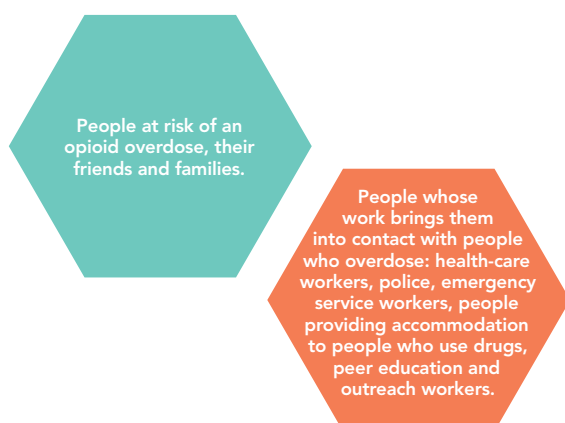 People at risk of an
opioid overdose, their
friends and families.
People whose
work brings them
into contact with people
who overdose: health-care
workers, police, emergency
service workers, people
providing accommodation
to people who use drugs,
peer education and
outreach workers.